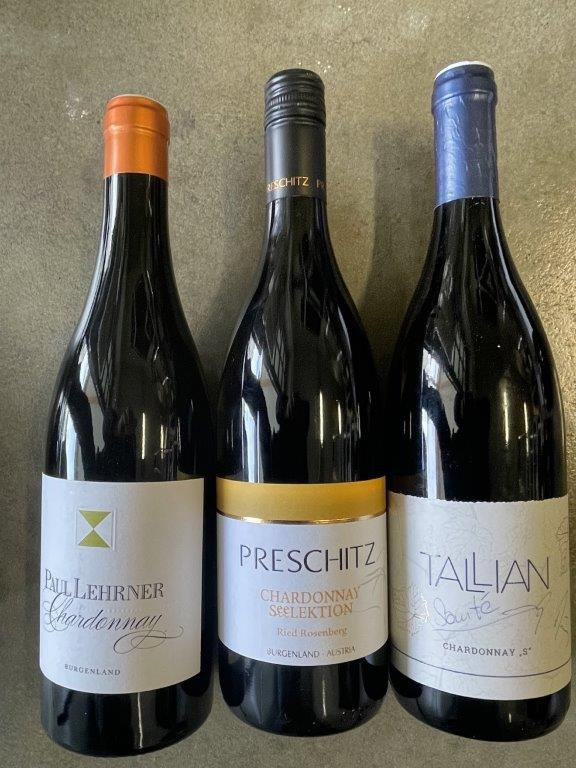 PAUL LEHRNER
Chardonnay
BURGENLAND
PRESCHITZ
PRESCHITZ
CHARDONNAY
SeeLEKTION
Ried Rosenberg
BURGENLAND - AUSTRIA
TALLIAN
CHARDONNAY „S"